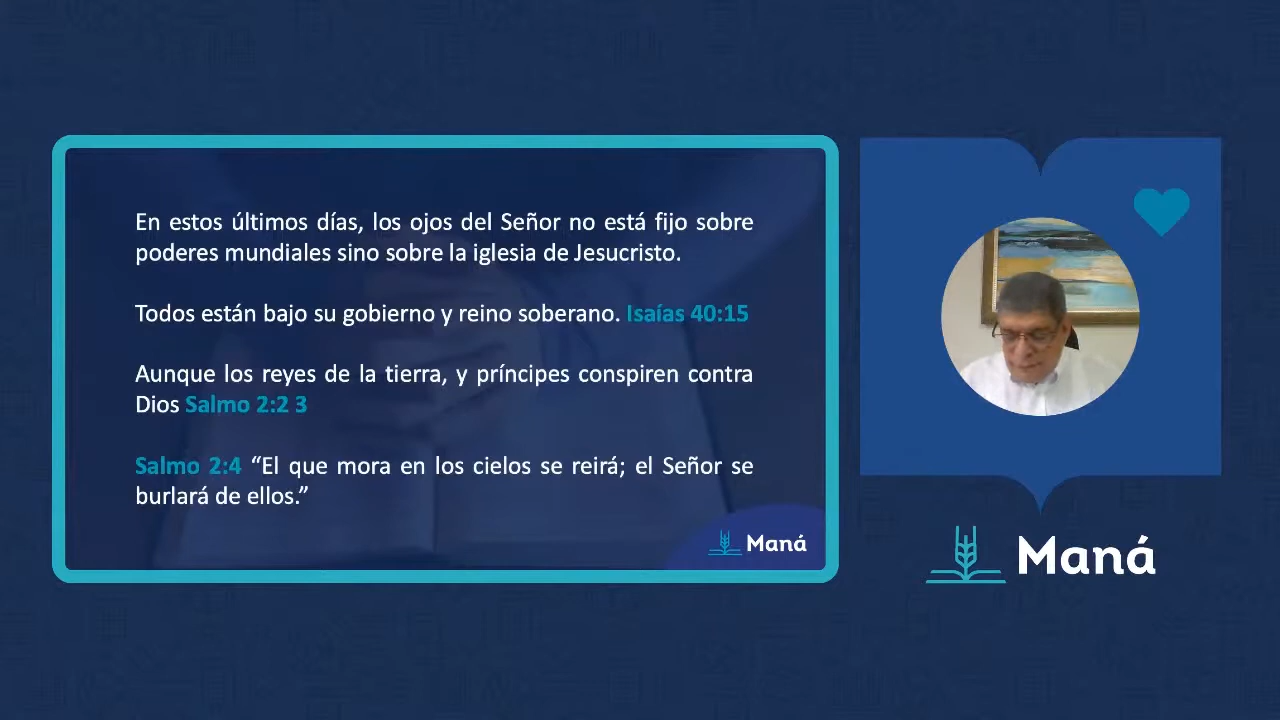 En estos últimos días, los ojos del Señor no está fijo sobre
poderes mundiales sino sobre la iglesia de Jesucristo.
Todos están bajo su gobierno y reino soberano. Isaías 40:15
Aunque los reyes de la tierra, y príncipes conspiren contra
Dios Salmo 2:2 3
Salmo 2:4 “El que mora en los cielos se reirá; el Señor se
burlará de ellos.”
Maná
Maná